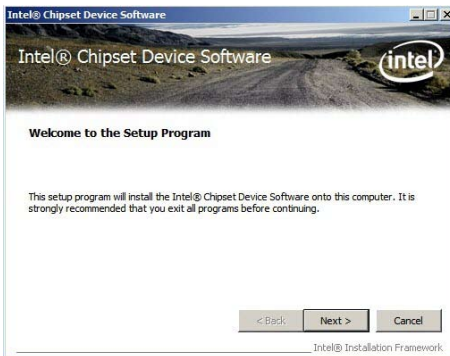 Intel® Chipset Device Software
Intel® Chipset Device Software
intel
Welcome to the Setup Program
This setup program will install the Intel® Chipset Device Software onto this computer. It is
strongly recommended that you exit all programs before continuing.
< Back Next > Cancel
Intel® Installation Framework